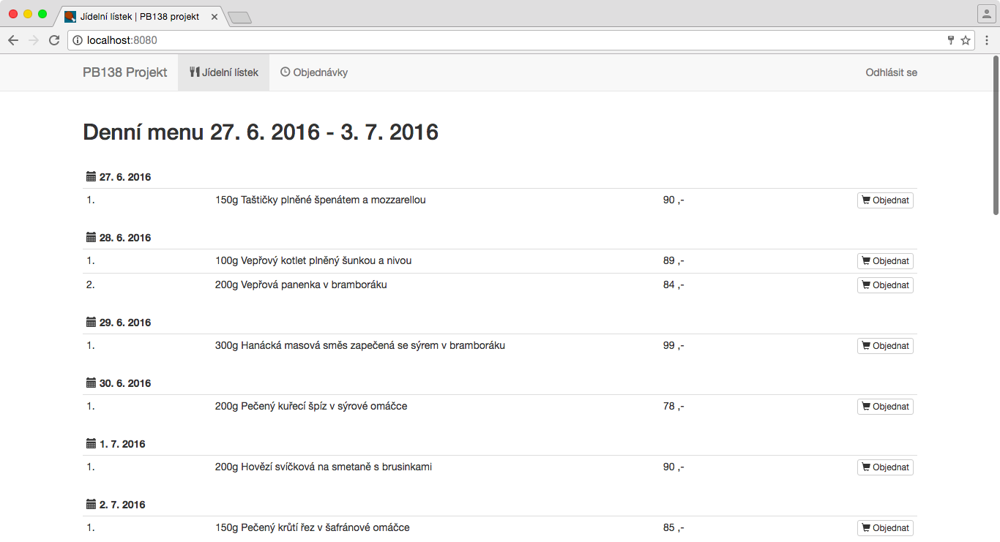 Jídelní lístek | PB138 projekt
localhost:8080
PB138 Projekt Jídelní lístek Objednávky Odhlásit se
Denní menu 27. 6. 2016 - 3. 7. 2016
27. 6. 2016
1. 150g Taštičky plněné špenátem a mozzarellou 90 ,- Objednat
28. 6. 2016
1. 100g Vepřový kotlet plněný šunkou a nivou 89 ,- Objednat
2. 200g Vepřová panenka v bramboráku 84 ,- Objednat
29. 6. 2016
1. 300g Hanácká masová směs zapečená se sýrem v bramboráku 99 ,- Objednat
30. 6. 2016
1. 200g Pečený kuřecí špíz v sýrové omáčce 78 ,- Objednat
1. 7. 2016
1. 200g Hovězí svíčková na smetaně s brusinkami 90 ,- Objednat
2. 7. 2016
1. 150g Pečený krůtí řez v šafránové omáčce 85 ,- Objednat